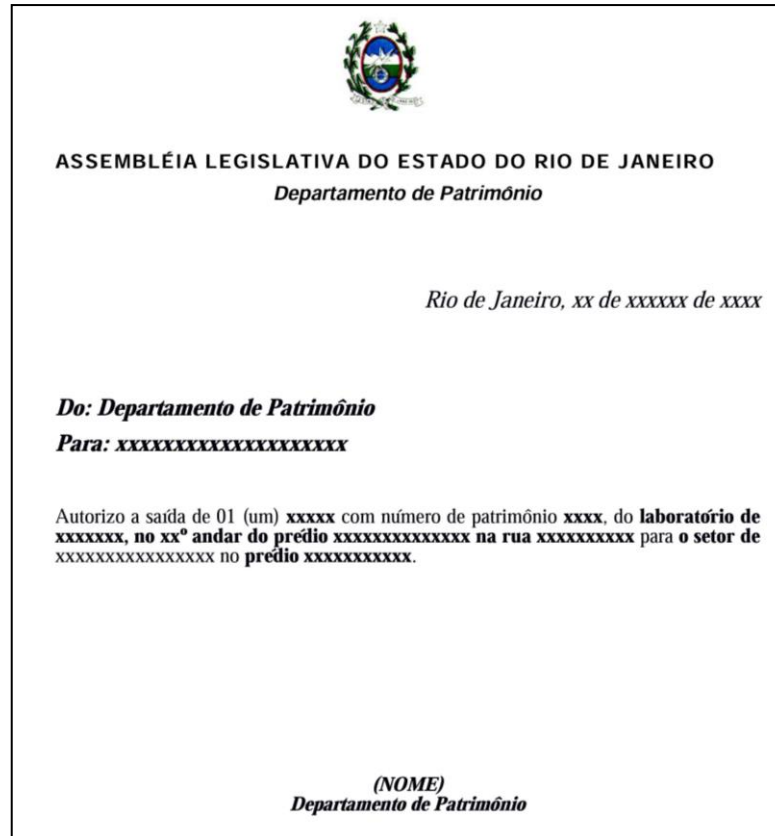 ASSEMBLÉIA LEGISLATIVA DO ESTADO DO RIO DE JANEIRO
Departamento de Patrimônio
Rio de Janeiro, xx de xxxxxx de xxxx
Do: Departamento de Patrimônio
Para: xxxxxxxxxxxxxxxxxxxx
Autorizo a saída de 01 (um) xxxxx com número de patrimônio xxxx, do laboratório de
xxxxxxx, no xxº andar do prédio xxxxxxxxxxxxxx na rua xxxxxxxxxx para o setor de
xxxxxxxxxxxxxxxx no prédio xxxxxxxxxxx.
(NOME)
Departamento de Patrimônio